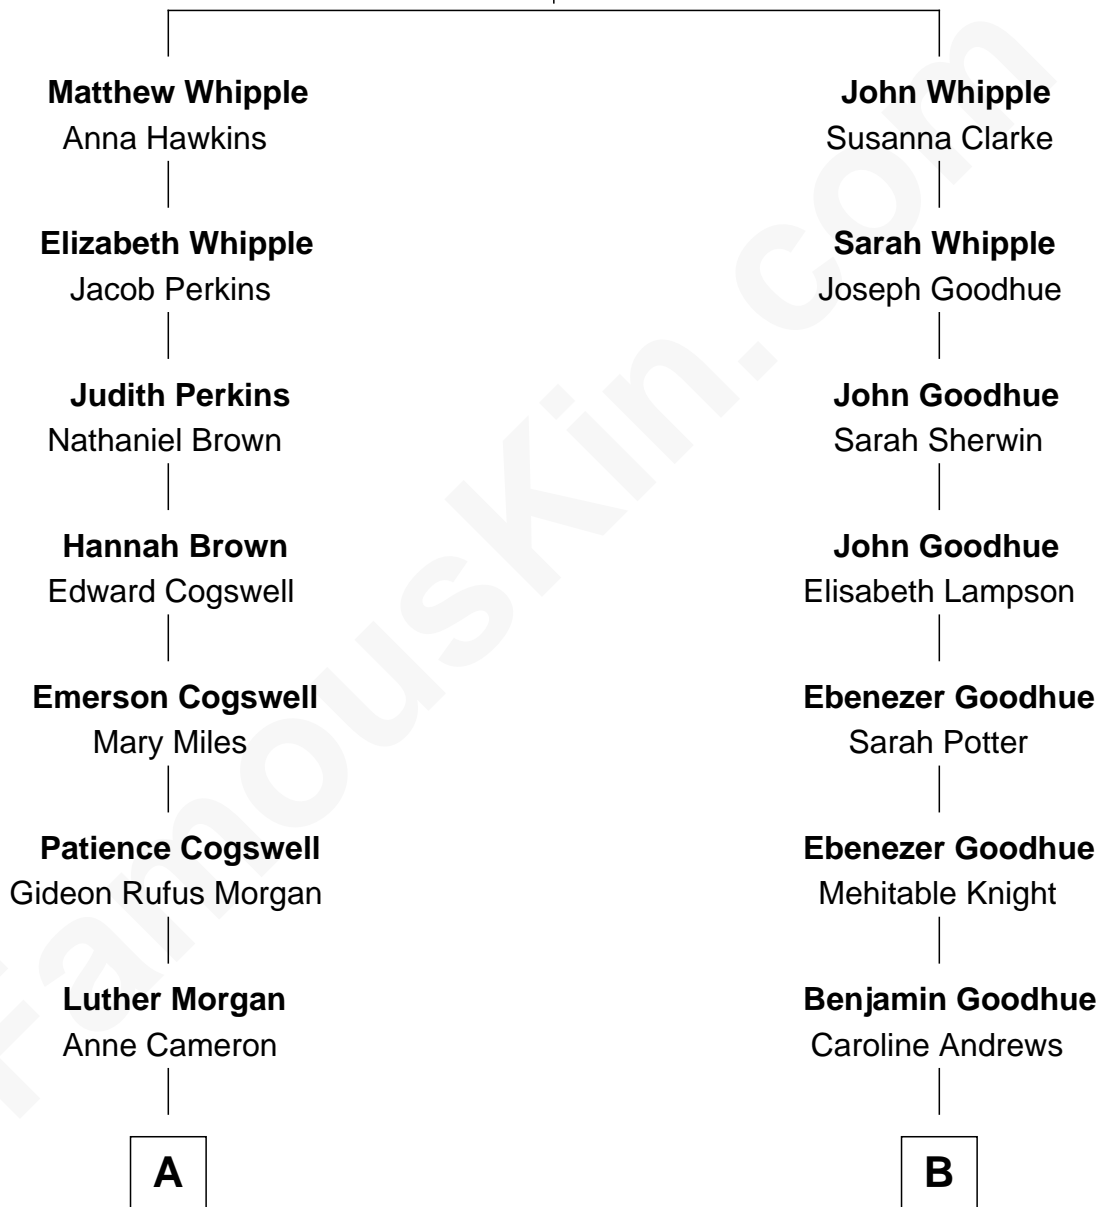 Matthew Whipple
Anna Hawkins
Elizabeth Whipple
Jacob Perkins
Judith Perkins
Nathaniel Brown
Hannah Brown
Edward Cogswell
Emerson Cogswell
Mary Miles
Patience Cogswell
Gideon Rufus Morgan
Luther Morgan
Anne Cameron
A
John Whipple
Susanna Clarke
Sarah Whipple
Joseph Goodhue
John Goodhue
Sarah Sherwin
John Goodhue
Elisabeth Lampson
Ebenezer Goodhue
Sarah Potter
Ebenezer Goodhue
Mehitable Knight
Benjamin Goodhue
Caroline Andrews
B
FamousKin.com